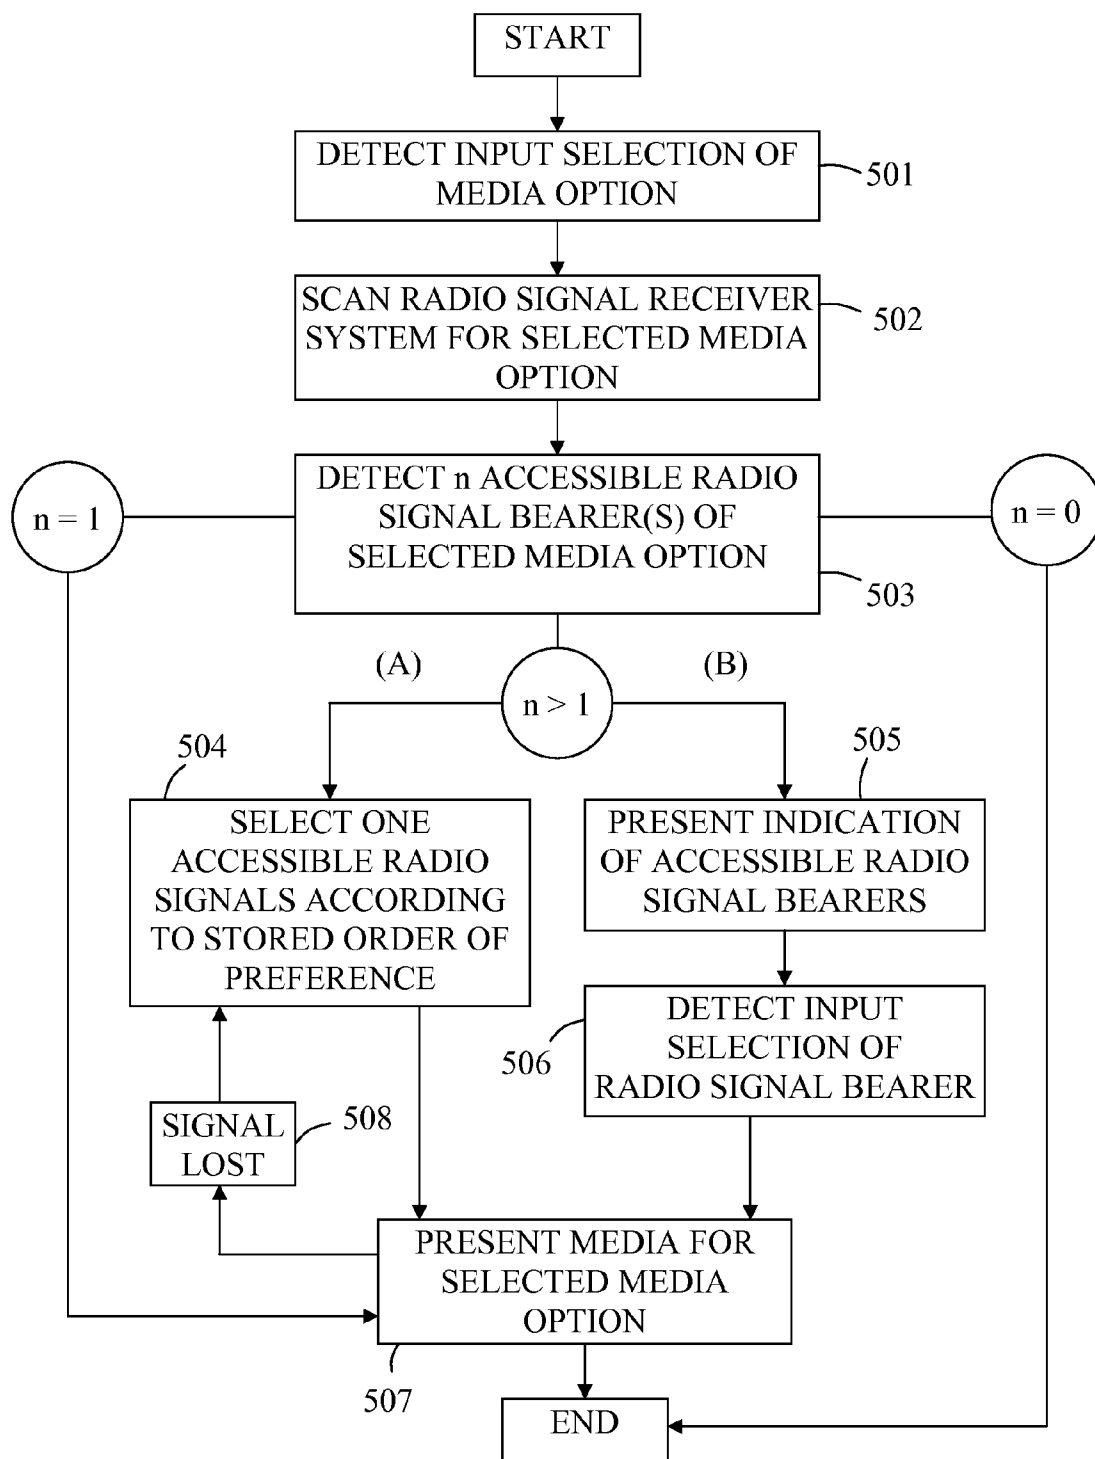 START
DETECT INPUT SELECTION OF
MEDIA OPTION
501
SCAN RADIO SIGNAL RECEIVER
SYSTEM FOR SELECTED MEDIA
OPTION
502
DETECT n ACCESSIBLE RADIO
SIGNAL BEARER(S) OF
SELECTED MEDIA OPTION
503
n = 1
n = 0
(A)
(B)
n > 1
504
SELECT ONE
ACCESSIBLE RADIO
SIGNALS ACCORDING
TO STORED ORDER OF
PREFERENCE
505
PRESENT INDICATION
OF ACCESSIBLE RADIO
SIGNAL BEARERS
506
DETECT INPUT
SELECTION OF
RADIO SIGNAL BEARER
SIGNAL
LOST
508
PRESENT MEDIA FOR
SELECTED MEDIA
OPTION
507
END